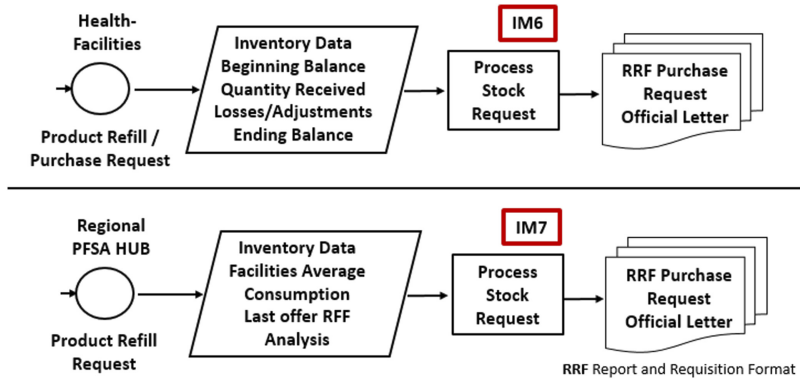 Health-
Facilities
Product Refill /
Purchase Request
Inventory Data
Beginning Balance
Quantity Received
Losses/Adjustments
Ending Balance
IM6
Process
Stock
Request
RRF Purchase
Request
Official Letter
Regional
PFSA HUB
Product Refill
Request
Inventory Data
Facilities Average
Consumption
Last offer RFF
Analysis
IM7
Process
Stock
Request
RRF Purchase
Request
Official Letter
RRF Report and Requisition Format